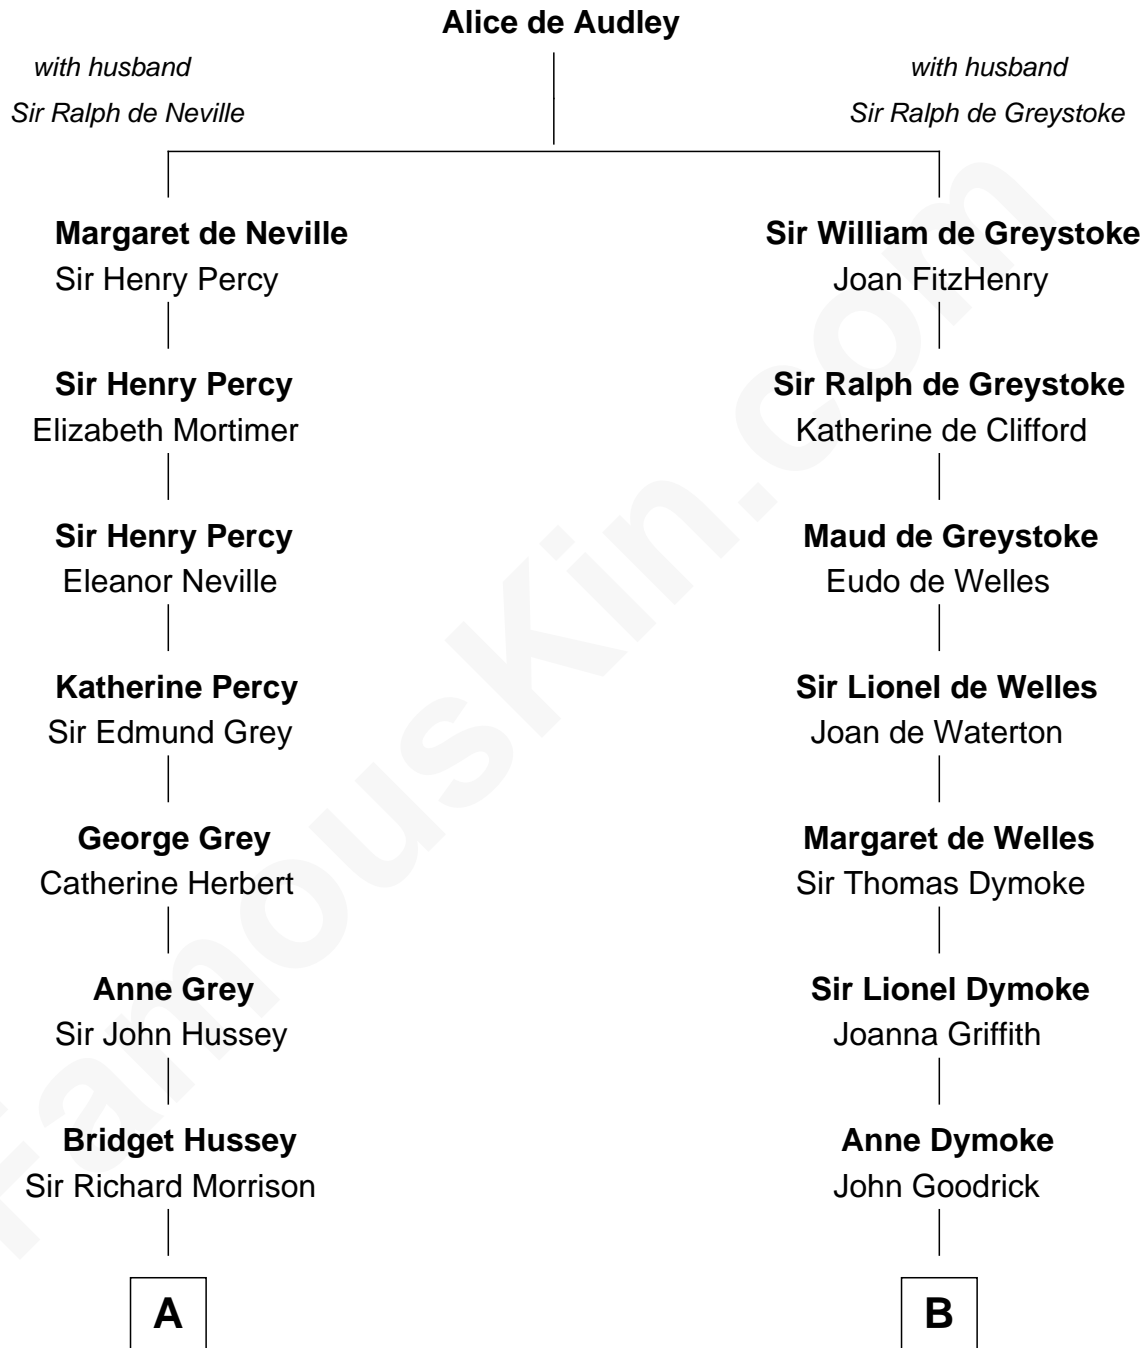 Alice de Audley
with husband
Sir Ralph de Neville
with husband
Sir Ralph de Greystoke
Margaret de Neville
Sir Henry Percy
Sir William de Greystoke
Joan FitzHenry
Sir Henry Percy
Elizabeth Mortimer
Sir Ralph de Greystoke
Katherine de Clifford
Sir Henry Percy
Eleanor Neville
Maud de Greystoke
Eudo de Welles
Katherine Percy
Sir Edmund Grey
Sir Lionel de Welles
Joan de Waterton
George Grey
Catherine Herbert
Margaret de Welles
Sir Thomas Dymoke
Anne Grey
Sir John Hussey
Sir Lionel Dymoke
Joanna Griffith
Bridget Hussey
Sir Richard Morrison
Anne Dymoke
John Goodrick
A
B
FamousKin.com